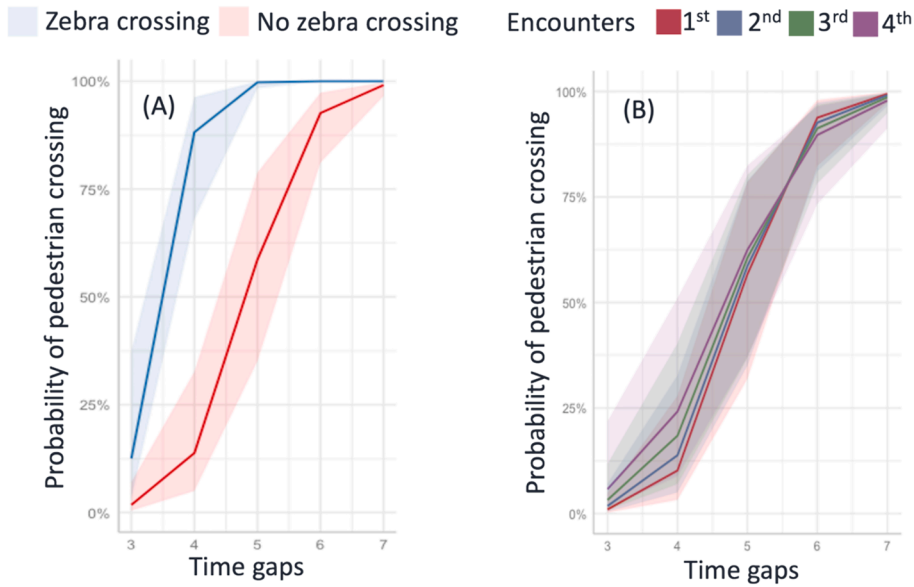 Zebra crossing No zebra crossing
Encounters 1st 2nd 3rd 4th
Probability of pedestrian crossing
100%
75%
50%
25%
0%
(A)
3 4 5 6 7
Time gaps
Probability of pedestrian crossing
100%
75%
50%
25%
0%
(B)
3 4 5 6 7
Time gaps